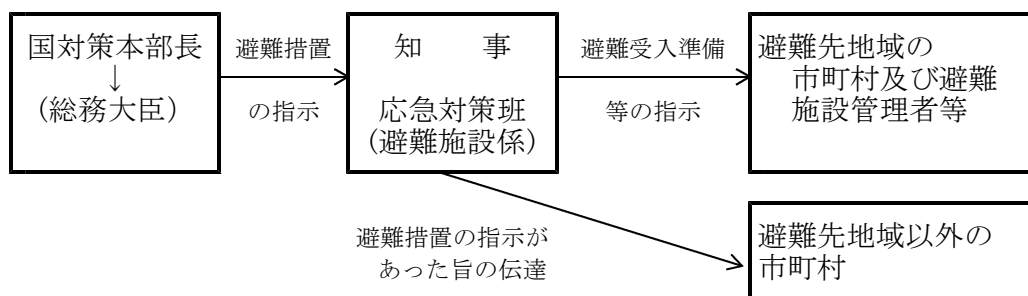 国対策本部長
↓
(総務大臣)
避難措置
の指示
知　　事
応急対策班
(避難施設係)
避難受入準備
等の指示
避難先地域の
市町村及び避難
施設管理者等
避難措置の指示が
あった旨の伝達
避難先地域以外の
市町村